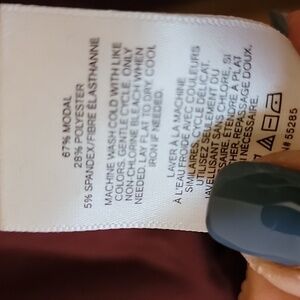 67% MODAL
28% POLYESTER
5% SPANDEX/FIBRE ÉLASTHANNE
MACHINE WASH COLD WITH LIKE
COLORS, GENTLE CYCLE. ONLY
NON-CHLORINE BLEACH WHEN
NEEDED. LAY FLAT TO DRY. COOL
IRON IF NEEDED.
LAVER À LA MACHINE
À L'EAU FROIDE AVEC COULEURS
SIMILAIRES, DÉLICAT.
UTILISEZ SEULEMENT DU
JAVELLISANT SANS CHLORE, SI
À PLAT
REPASSAGE DOUX,
NÉCESSAIRE.
N# 55285